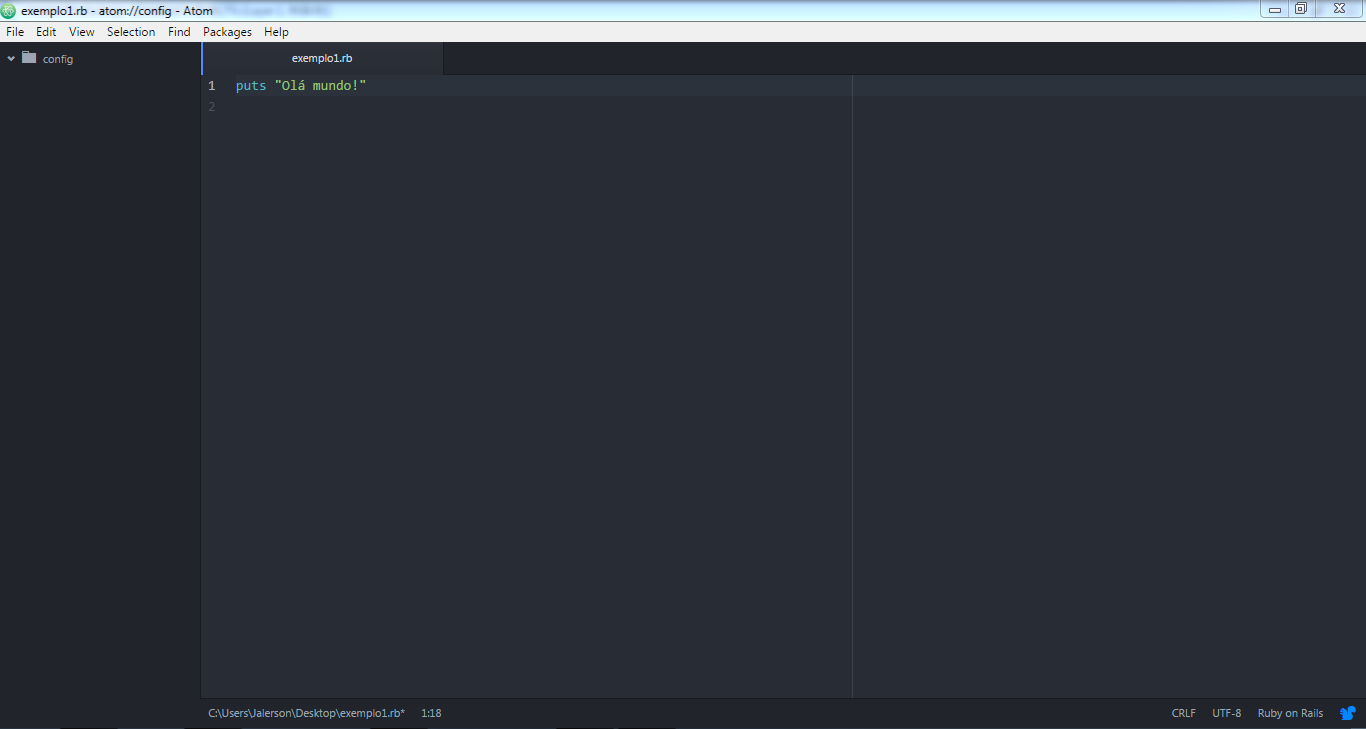 exemplo1.rb - atom://config - Atom
File Edit View Selection Find Packages Help
config
exemplo1.rb
1 puts "Olá mundo!"
2
C:\Users\Jalerson\Desktop\exemplo1.rb* 1:18 CRLF UTF-8 Ruby on Rails